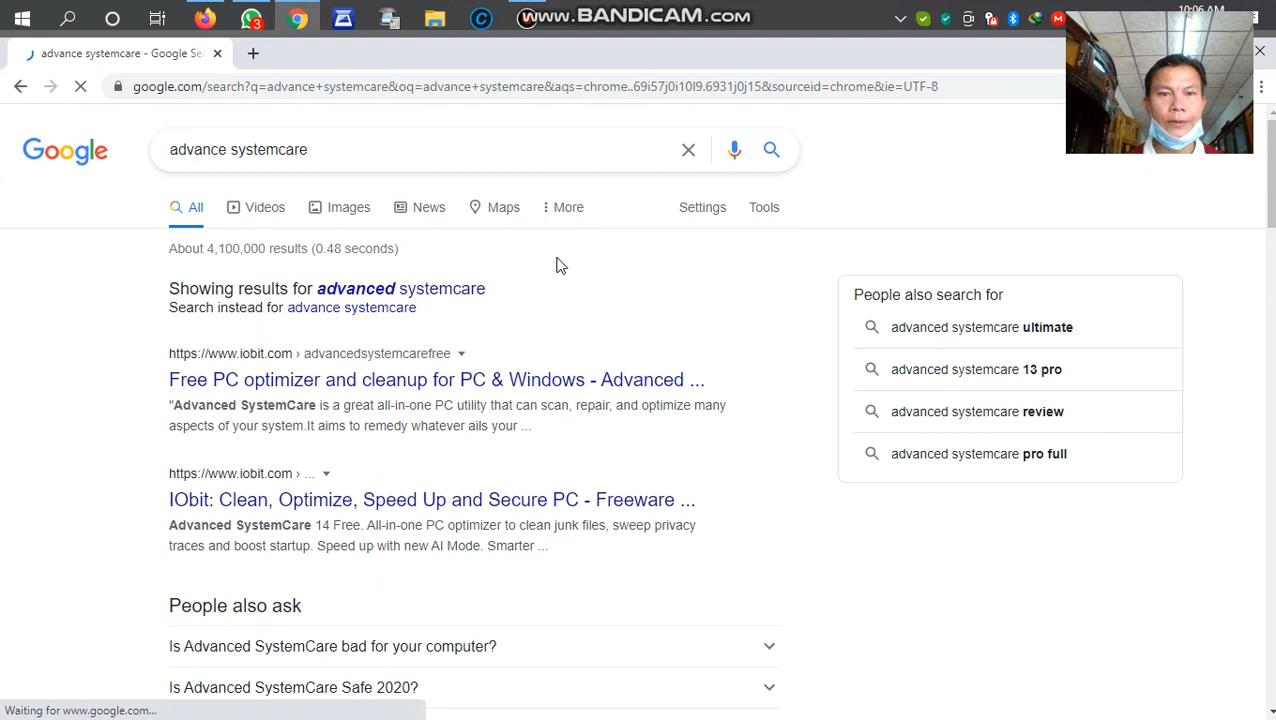 www.BANDICAM.com
3
10:06 AM
advance systemcare - Google Se
google.com/search?q=advance+systemcare&oq=advance+systemcare&aqs=chrome..69i57j0i10l9.6931j0j15&sourceid=chrome&ie=UTF-8
Google
advance systemcare
All
Videos
Images
News
Maps
More
Settings
Tools
About 4,100,000 results (0.48 seconds)
Showing results for advanced systemcare
Search instead for advance systemcare
https://www.iobit.com › advancedsystemcarefree
Free PC optimizer and cleanup for PC & Windows - Advanced ...
"Advanced SystemCare is a great all-in-one PC utility that can scan, repair, and optimize many
aspects of your system.It aims to remedy whatever ails your ...
https://www.iobit.com › ...
IObit: Clean, Optimize, Speed Up and Secure PC - Freeware ...
Advanced SystemCare 14 Free. All-in-one PC optimizer to clean junk files, sweep privacy
traces and boost startup. Speed up with new AI Mode. Smarter ...
People also ask
Is Advanced SystemCare bad for your computer?
Is Advanced SystemCare Safe 2020?
People also search for
advanced systemcare ultimate
advanced systemcare 13 pro
advanced systemcare review
advanced systemcare pro full
Waiting for www.google.com...